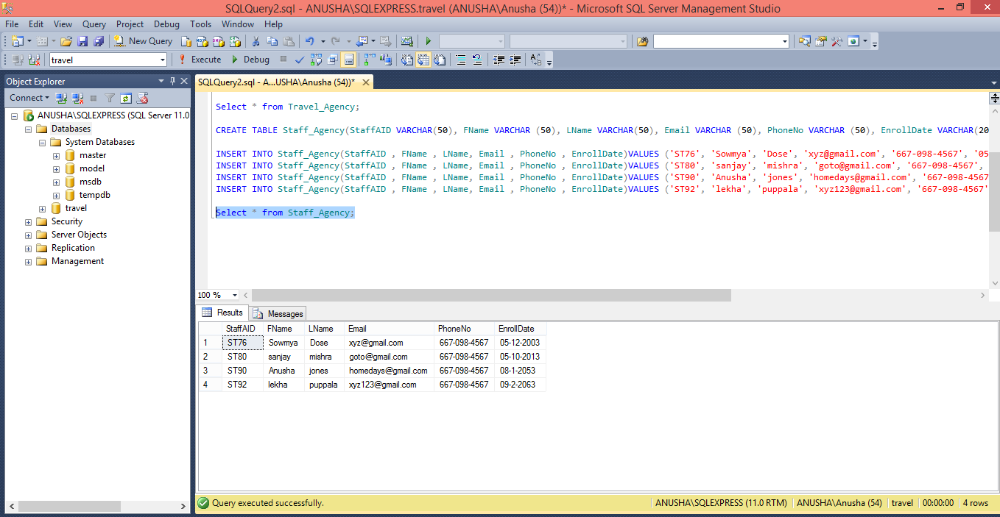 SQLQuery2.sql - ANUSHA\SQLEXPRESS.travel (ANUSHA\Anusha (54))* - Microsoft SQL Server Management Studio
File Edit View Query Project Debug Tools Window Help
New Query
travel Execute Debug
Object Explorer
Connect
ANUSHA\SQLEXPRESS (SQL Server 11.0
Databases
System Databases
master
model
msdb
tempdb
travel
Security
Server Objects
Replication
Management
SQLQuery2.sql - A...USHA\Anusha (54))*
Select * from Travel_Agency;
CREATE TABLE Staff_Agency(StaffAID VARCHAR(50), FName VARCHAR (50), LName VARCHAR(50), Email VARCHAR (50), PhoneNo VARCHAR (50), EnrollDate VARCHAR(20
INSERT INTO Staff_Agency(StaffAID , FName , LName, Email , PhoneNo , EnrollDate)VALUES ('ST76', 'Sowmya', 'Dose', 'xyz@gmail.com', '667-098-4567', '05
INSERT INTO Staff_Agency(StaffAID , FName , LName, Email , PhoneNo , EnrollDate)VALUES ('ST80', 'sanjay', 'mishra', 'goto@gmail.com', '667-098-4567',
INSERT INTO Staff_Agency(StaffAID , FName , LName, Email , PhoneNo , EnrollDate)VALUES ('ST90', 'Anusha', 'jones', 'homedays@gmail.com', '667-098-4567
INSERT INTO Staff_Agency(StaffAID , FName , LName, Email , PhoneNo , EnrollDate)VALUES ('ST92', 'lekha', 'puppala', 'xyz123@gmail.com', '667-098-4567'
Select * from Staff_Agency;
100 %
Results Messages
StaffAID FName LName Email PhoneNo EnrollDate
1 ST76 Sowmya Dose xyz@gmail.com 667-098-4567 05-12-2003
2 ST80 sanjay mishra goto@gmail.com 667-098-4567 05-10-2013
3 ST90 Anusha jones homedays@gmail.com 667-098-4567 08-1-2053
4 ST92 lekha puppala xyz123@gmail.com 667-098-4567 09-2-2063
Query executed successfully. ANUSHA\SQLEXPRESS (11.0 RTM) ANUSHA\Anusha (54) travel 00:00:00 4 rows